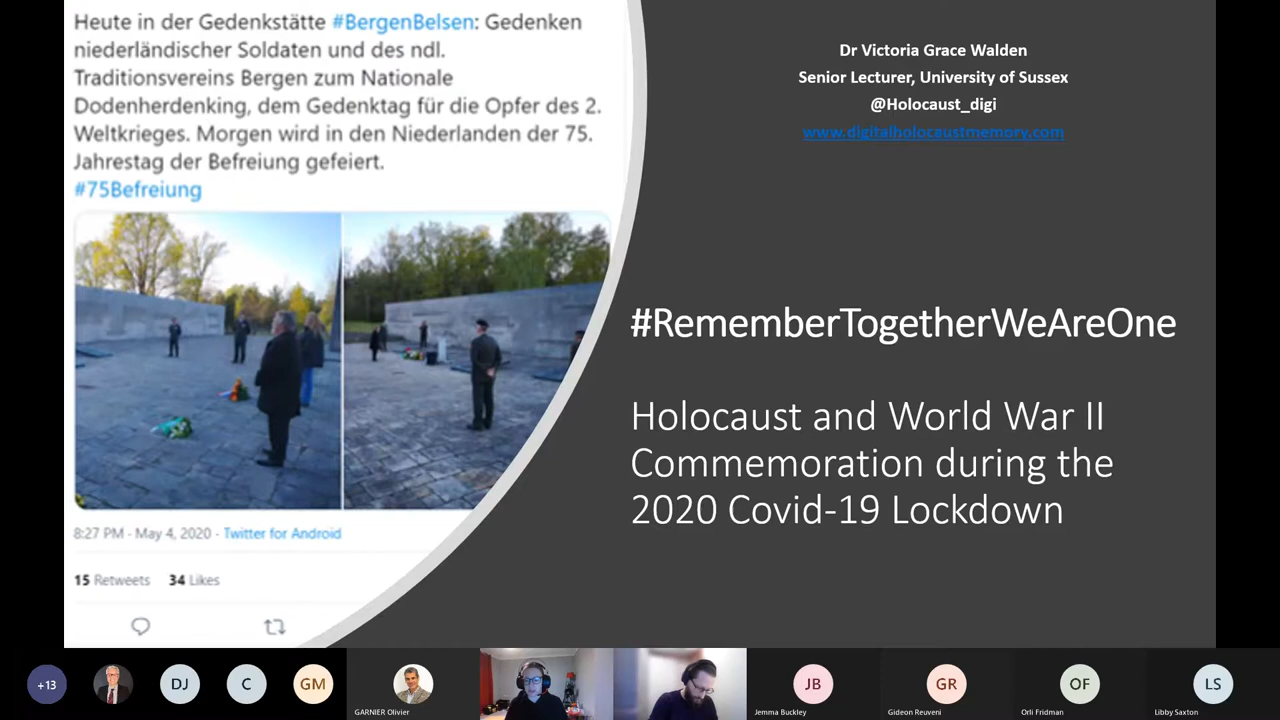 Heute in der Gedenkstätte #BergenBelsen: Gedenken
niederländischer Soldaten und des ndl.
Traditionsvereins Bergen zum Nationale
Dodenherdenking, dem Gedenktag für die Opfer des 2.
Weltkrieges. Morgen wird in den Niederlanden der 75.
Jahrestag der Befreiung gefeiert.
#75Befreiung
8:27 PM · May 4, 2020 · Twitter for Android
15 Retweets 34 Likes
Dr Victoria Grace Walden
Senior Lecturer, University of Sussex
@Holocaust_digi
www.digitalholocaustmemory.com
#RememberTogetherWeAreOne
Holocaust and World War II
Commemoration during the
2020 Covid-19 Lockdown
+13
DJ
C
GM
GARNIER Olivier
JB
Jemma Buckley
GR
Gideon Reuveni
OF
Orli Fridman
LS
Libby Saxton